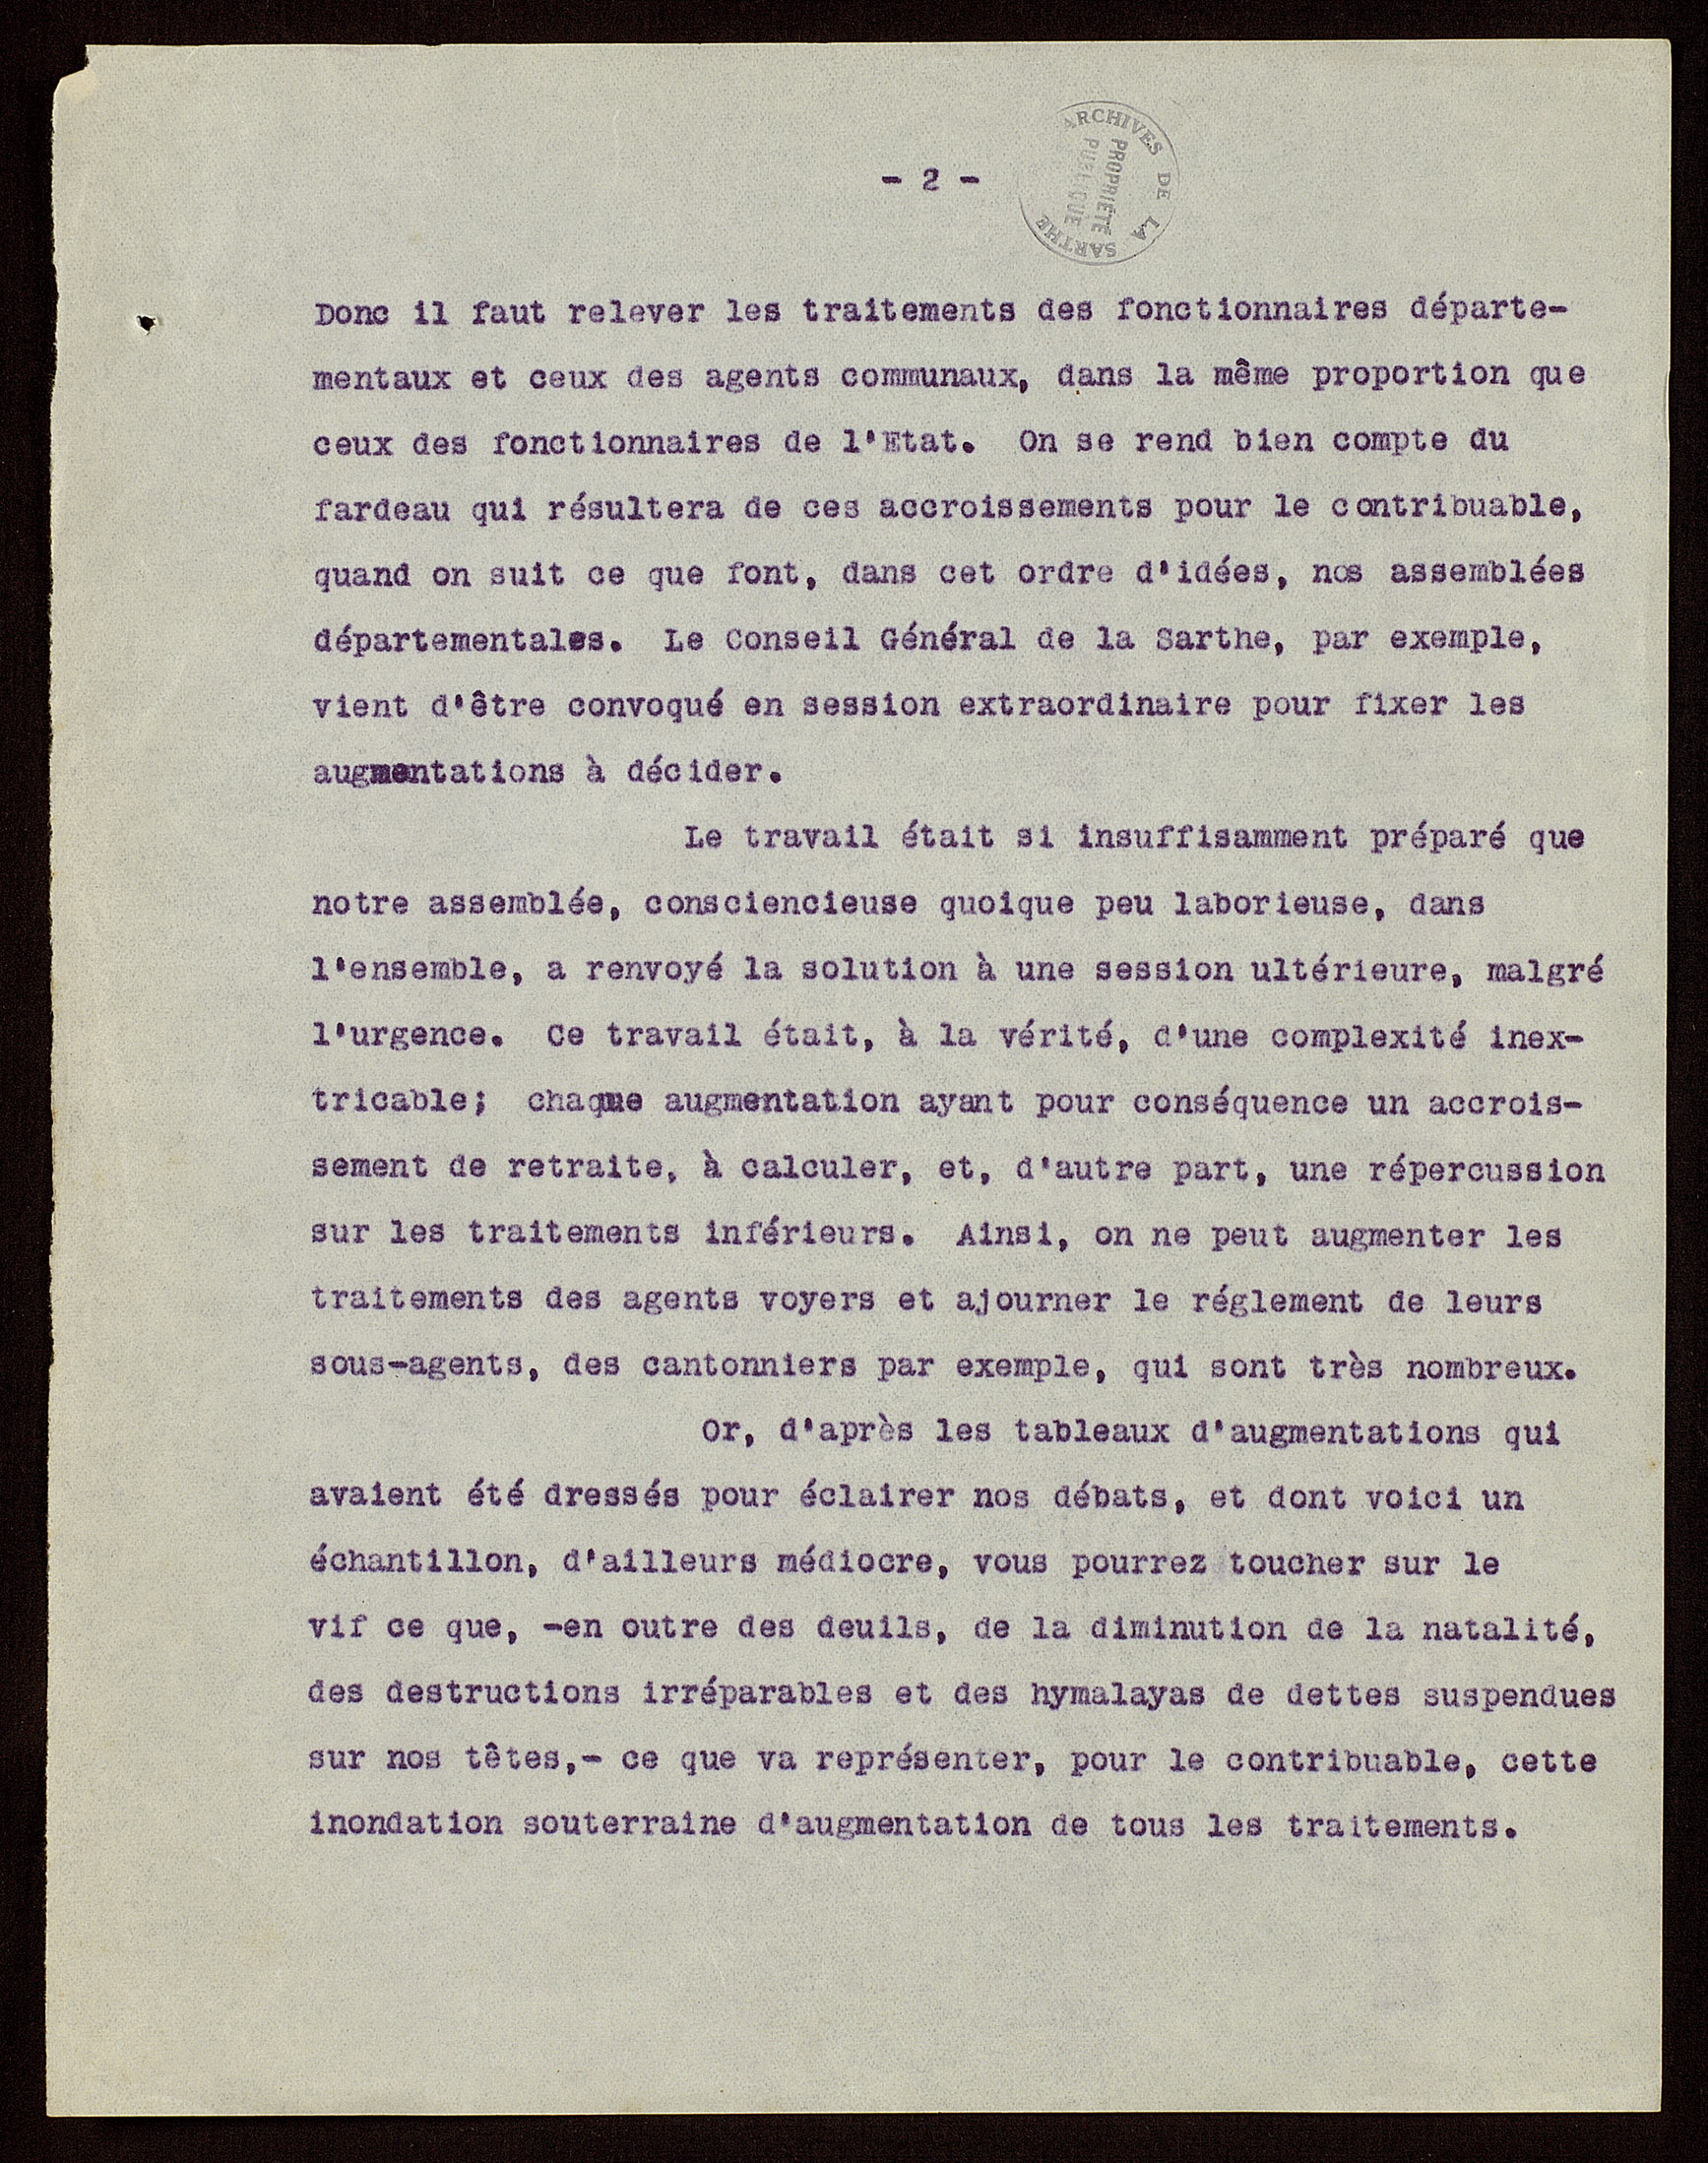 - 2 -
ARCHIVES DE LA SARTHE
PROPRIÉTÉ
PUBLIQUE
Donc il faut relever les traitements des fonctionnaires départe-
mentaux et ceux des agents communaux, dans la même proportion que
ceux des fonctionnaires de l'Etat. On se rend bien compte du
fardeau qui résultera de ces accroissements pour le contribuable,
quand on suit ce que font, dans cet ordre d'idées, nos assemblées
départementales. Le Conseil Général de la Sarthe, par exemple,
vient d'être convoqué en session extraordinaire pour fixer les
augmentations à décider.
Le travail était si insuffisamment préparé que
notre assemblée, consciencieuse quoique peu laborieuse, dans
l'ensemble, a renvoyé la solution à une session ultérieure, malgré
l'urgence. Ce travail était, à la vérité, d'une complexité inex-
tricable; chaque augmentation ayant pour conséquence un accrois-
sement de retraite, à calculer, et, d'autre part, une répercussion
sur les traitements inférieurs. Ainsi, on ne peut augmenter les
traitements des agents voyers et ajourner le réglement de leurs
sous-agents, des cantonniers par exemple, qui sont très nombreux.
Or, d'après les tableaux d'augmentations qui
avaient été dressés pour éclairer nos débats, et dont voici un
échantillon, d'ailleurs médiocre, vous pourrez toucher sur le
vif ce que, -en outre des deuils, de la diminution de la natalité,
des destructions irréparables et des hymalayas de dettes suspendues
sur nos têtes,- ce que va représenter, pour le contribuable, cette
inondation souterraine d'augmentation de tous les traitements.